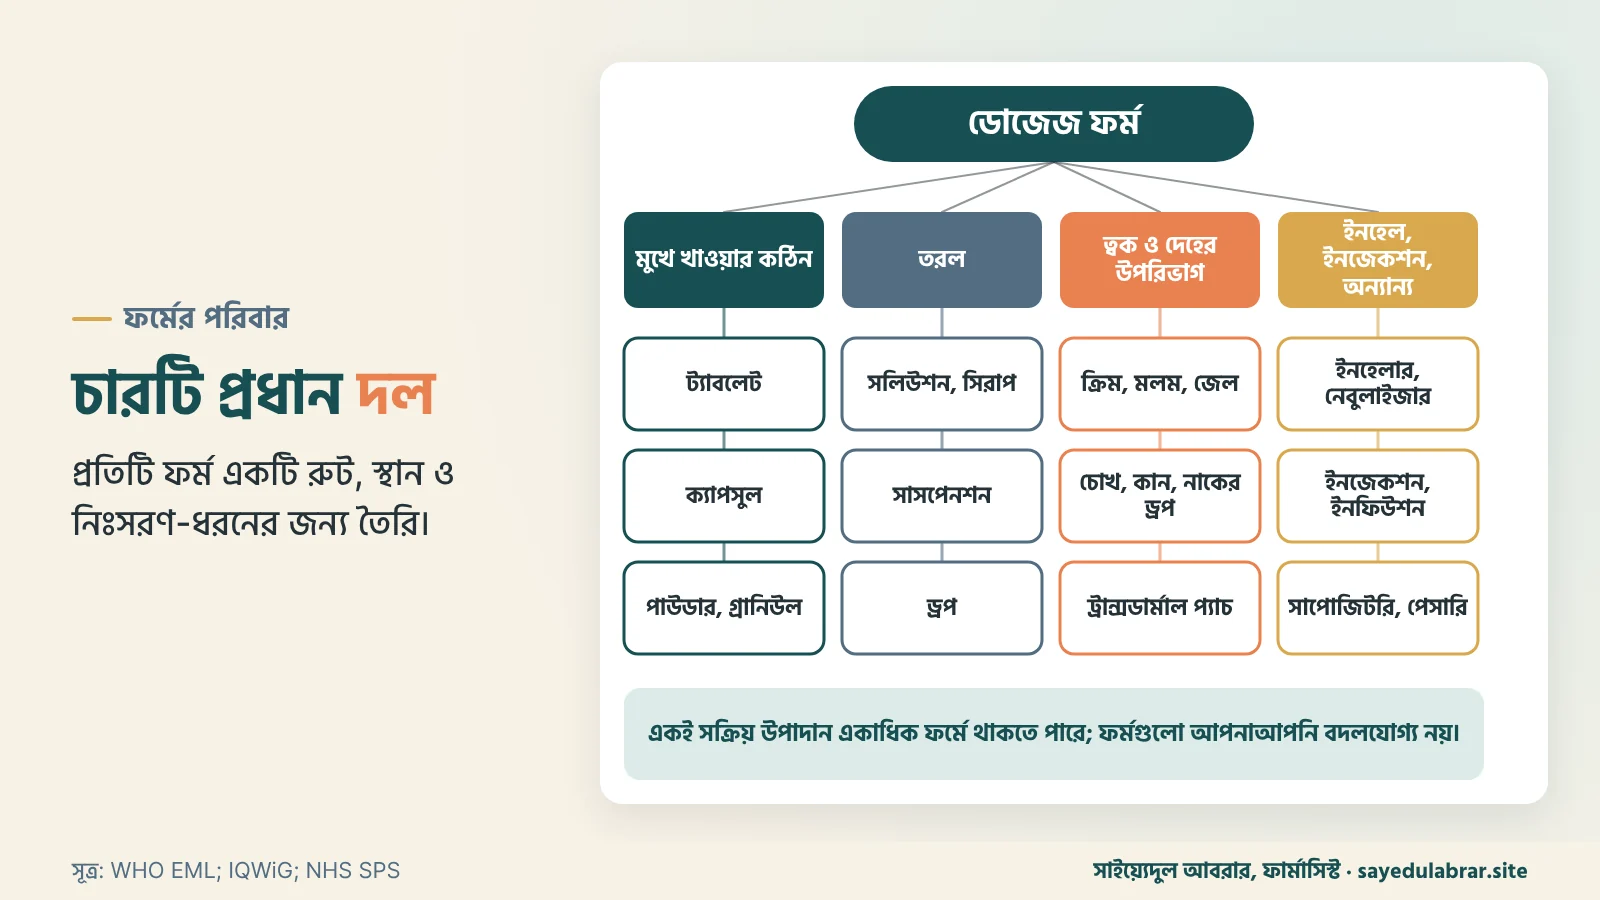 ফর্মের পরিবার
চারটি প্রধান দল
প্রতিটি ফর্ম একটি রুট, স্থান ও
নিঃসরণ-ধরনের জন্য তৈরি।
ডোজেজ ফর্ম
মুখে খাওয়ার কঠিন
ট্যাবলেট
ক্যাপসুল
পাউডার, গ্রানিউল
তরল
সলিউশন, সিরাপ
সাসপেনশন
ড্রপ
ত্বক ও দেহের
উপরিভাগ
ক্রিম, মলম, জেল
চোখ, কান, নাকের
ড্রপ
ট্রান্সডার্মাল প্যাচ
ইনহেল,
ইনজেকশন,
অন্যান্য
ইনহেলার,
নেবুলাইজার
ইনজেকশন,
ইনফিউশন
সাপোজিটরি, পেসারি
একই সক্রিয় উপাদান একাধিক ফর্মে থাকতে পারে; ফর্মগুলো আপনাআপনি বদলযোগ্য নয়।
সূত্র: WHO EML; IQWiG; NHS SPS
সাইয়্যেদুল আবরার, ফার্মাসিস্ট · sayedulabrar.site